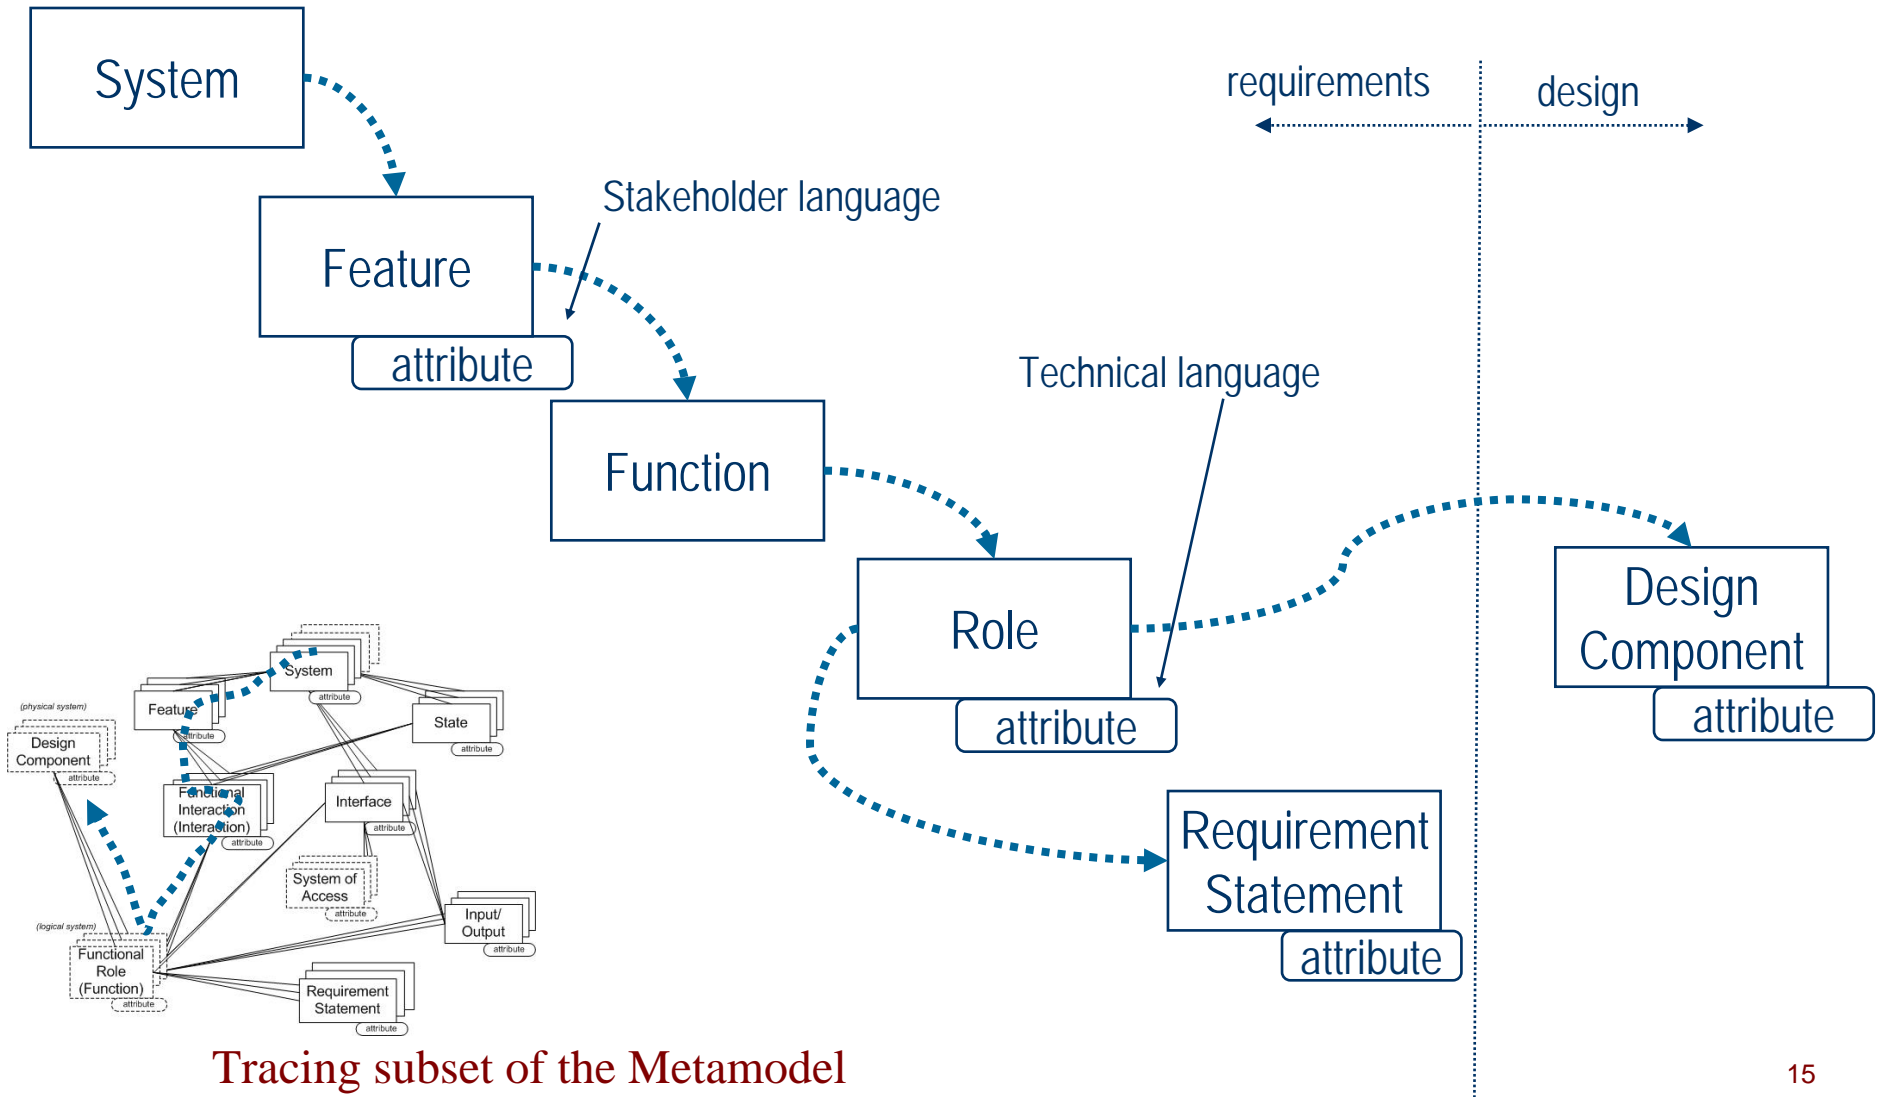 System
requirements
design
Stakeholder language
Feature
attribute
Technical language
Function
Role
attribute
Design
Component
attribute
Requirement
Statement
attribute
System
attribute
Feature
attribute
State
attribute
(physical system)
Design
Component
attribute
Functional
Interaction
(Interaction)
attribute
Interface
attribute
System of
Access
attribute
Input/
Output
attribute
(logical system)
Functional
Role
(Function)
attribute
Requirement
Statement
attribute
Tracing subset of the Metamodel
15